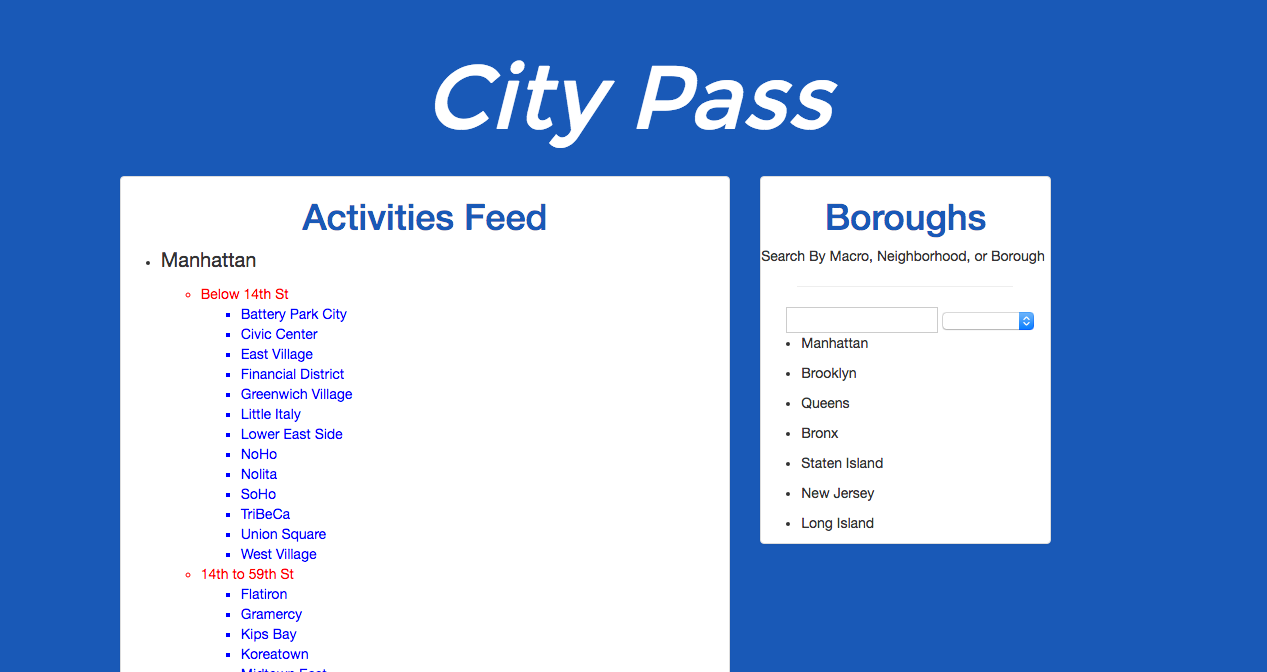 City Pass
Activities Feed
Manhattan
Below 14th St
Battery Park City
Civic Center
East Village
Financial District
Greenwich Village
Little Italy
Lower East Side
NoHo
Nolita
SoHo
TriBeCa
Union Square
West Village
14th to 59th St
Flatiron
Gramercy
Kips Bay
Koreatown
Midtown East
Boroughs
Search By Macro, Neighborhood, or Borough
Manhattan
Brooklyn
Queens
Bronx
Staten Island
New Jersey
Long Island